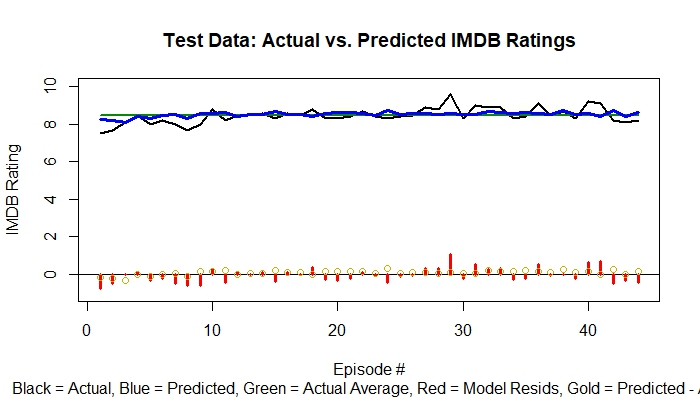 Test Data: Actual vs. Predicted IMDB Ratings
10
8
6
4
2
0
IMDB Rating
0 10 20 30 40
Episode #
Black = Actual, Blue = Predicted, Green = Actual Average, Red = Model Resids, Gold = Predicted -